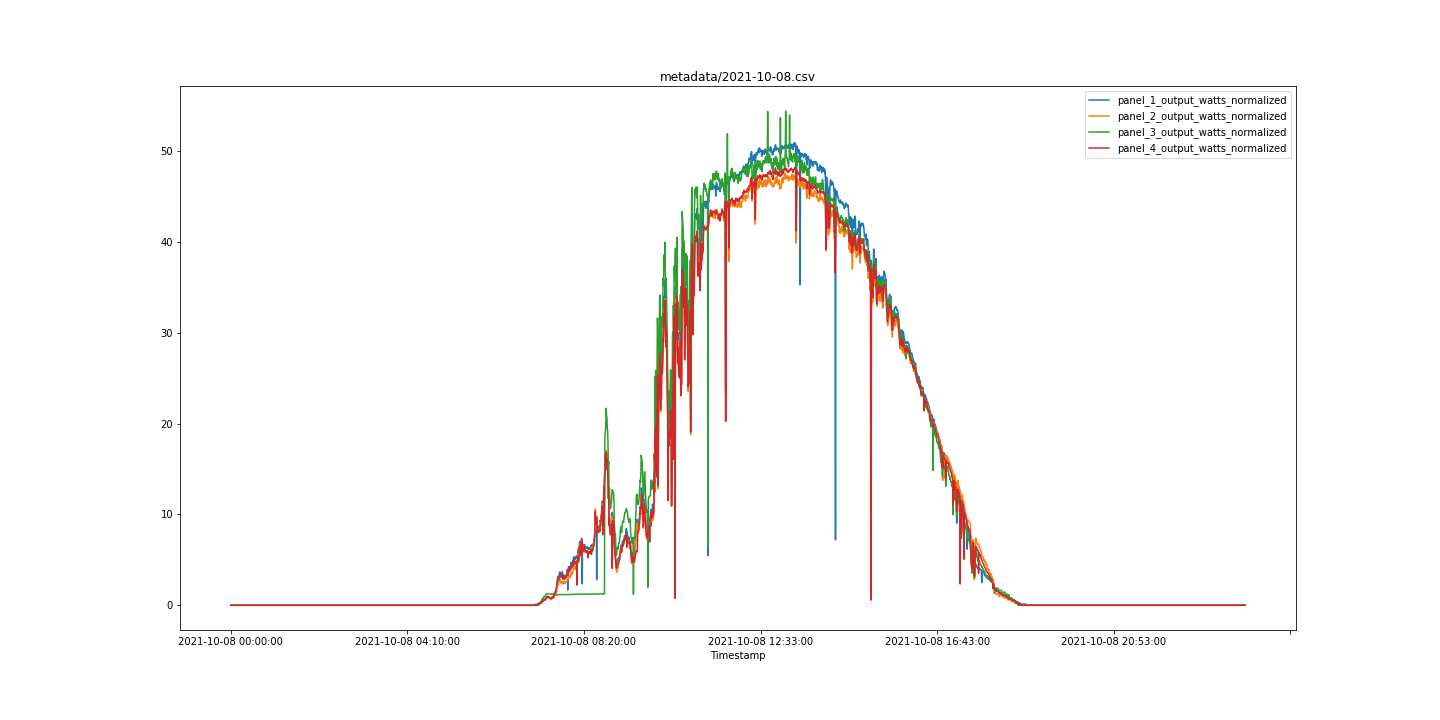 metadata/2021-10-08.csv
panel_1_output_watts_normalized
panel_2_output_watts_normalized
panel_3_output_watts_normalized
panel_4_output_watts_normalized
50
40
30
20
10
0
2021-10-08 00:00:00 2021-10-08 04:10:00 2021-10-08 08:20:00 2021-10-08 12:33:00 2021-10-08 16:43:00 2021-10-08 20:53:00
Timestamp